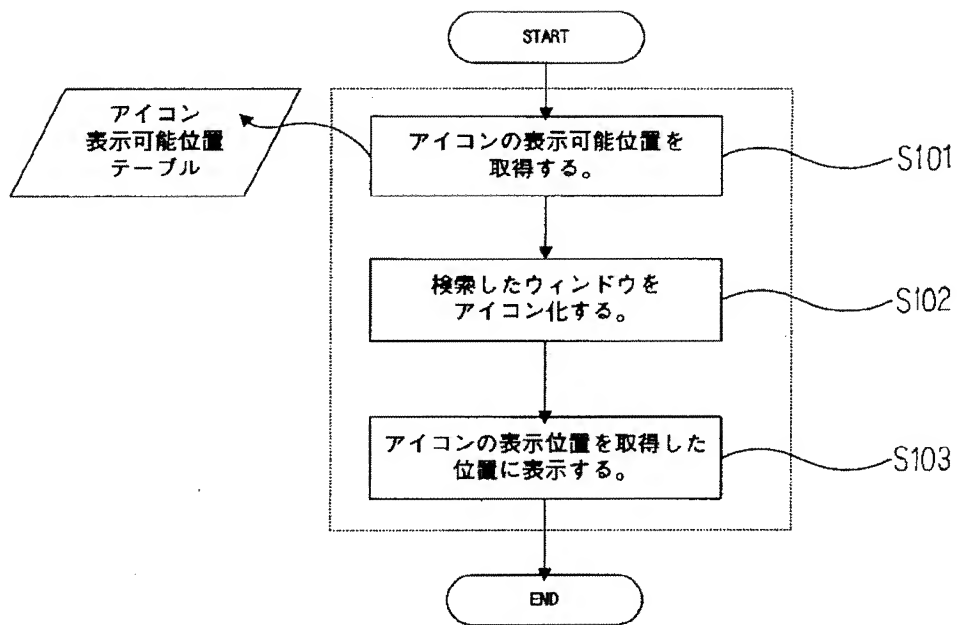 START
アイコン
表示可能位置
テーブル
アイコンの表示可能位置を
取得する。
S101
検索したウィンドウを
アイコン化する。
S102
アイコンの表示位置を取得した
位置に表示する。
S103
END